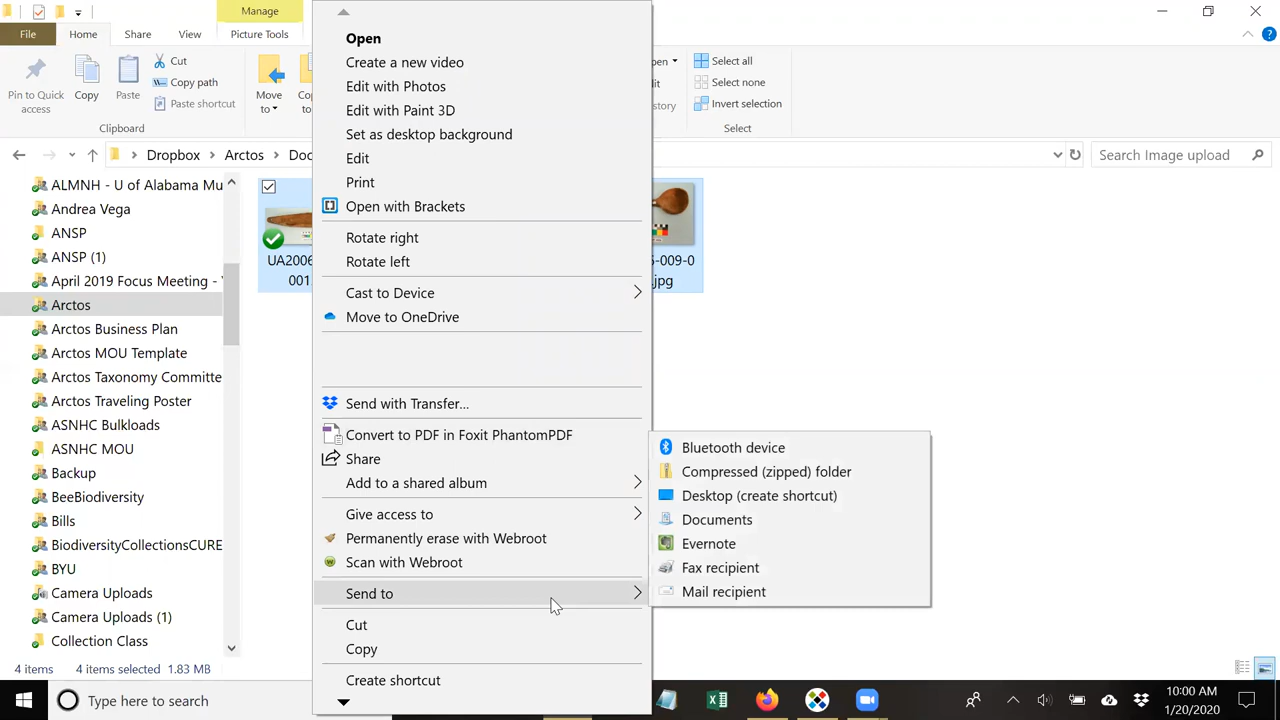 Manage
File
Home
Share
View
Picture Tools
Pin to Quick
access
Copy
Paste
Cut
Copy path
Paste shortcut
Move
to
to
Select all
Select none
Invert selection
Clipboard
Select
Dropbox
Arctos
Search Image upload
ALMNH - U of Alabama Mu
Andrea Vega
ANSP
ANSP (1)
April 2019 Focus Meeting -
Arctos
Arctos Business Plan
Arctos MOU Template
Arctos Taxonomy Committe
Arctos Traveling Poster
ASNHC Bulkloads
ASNHC MOU
Backup
BeeBiodiversity
Bills
BiodiversityCollectionsCURE
BYU
Camera Uploads
Camera Uploads (1)
Collection Class
UA2006
001
-009-0
.jpg
Open
Create a new video
Edit with Photos
Edit with Paint 3D
Set as desktop background
Edit
Print
Open with Brackets
Rotate right
Rotate left
Cast to Device
Move to OneDrive
Send with Transfer...
Convert to PDF in Foxit PhantomPDF
Share
Add to a shared album
Give access to
Permanently erase with Webroot
Scan with Webroot
Send to
Cut
Copy
Create shortcut
Bluetooth device
Compressed (zipped) folder
Desktop (create shortcut)
Documents
Evernote
Fax recipient
Mail recipient
4 items
4 items selected
1.83 MB
Type here to search
10:00 AM
1/20/2020